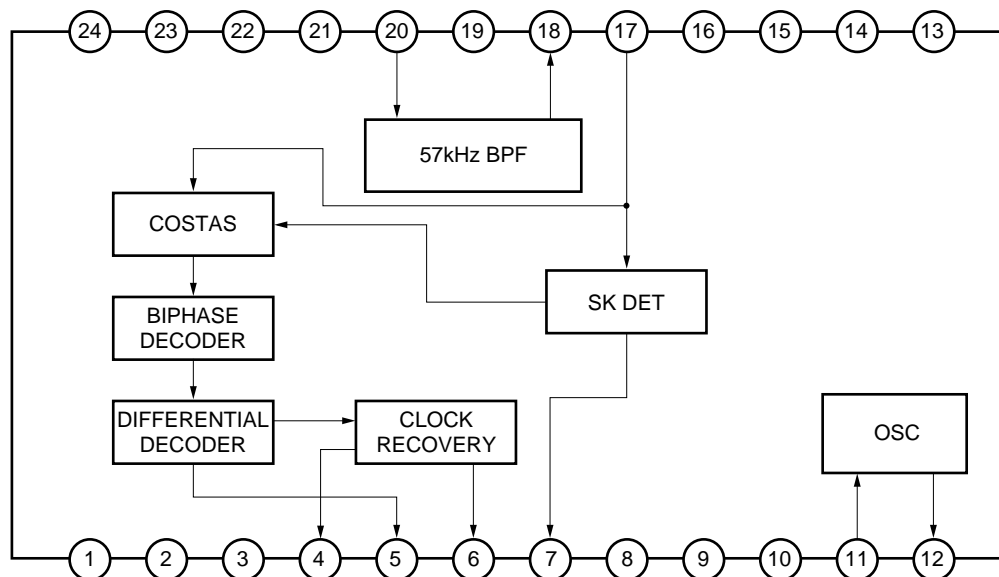 24 23 22 21 20 19 18 17 16 15 14 13
57kHz BPF
COSTAS
SK DET
BIPHASE
DECODER
DIFFERENTIAL
DECODER
CLOCK
RECOVERY
OSC
1 2 3 4 5 6 7 8 9 10 11 12